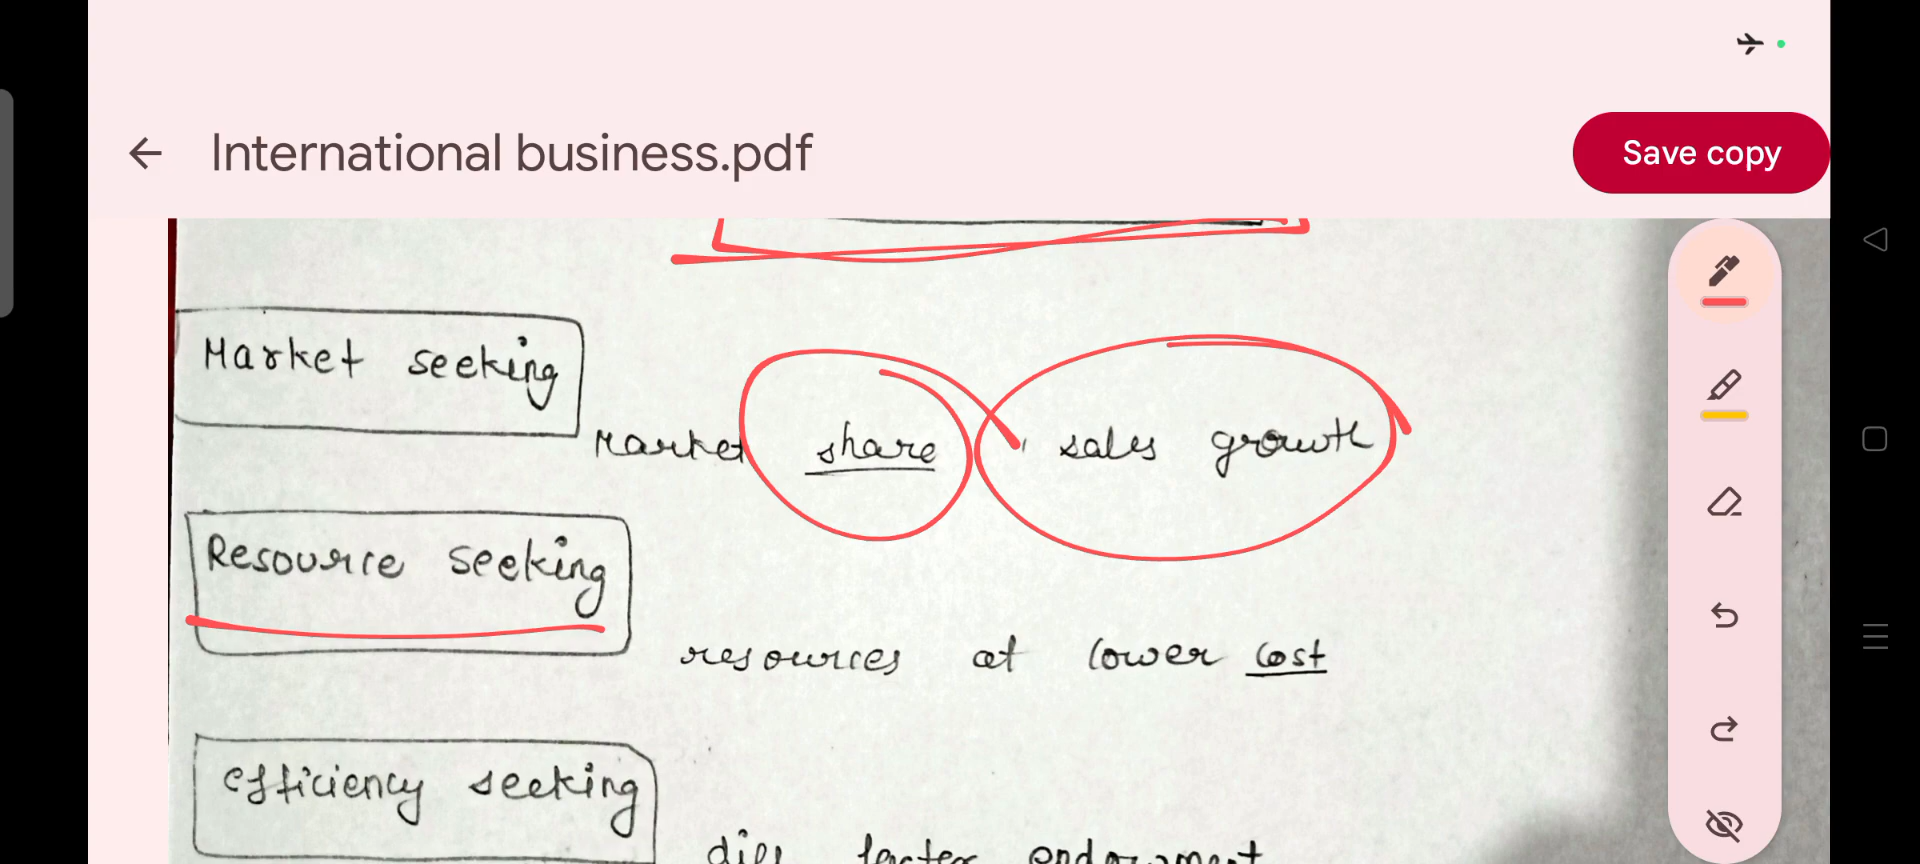 International business.pdf
Save copy
Market seeking
Market share, sales growth
Resource seeking
resources at lower cost
efficiency seeking
factor endowment